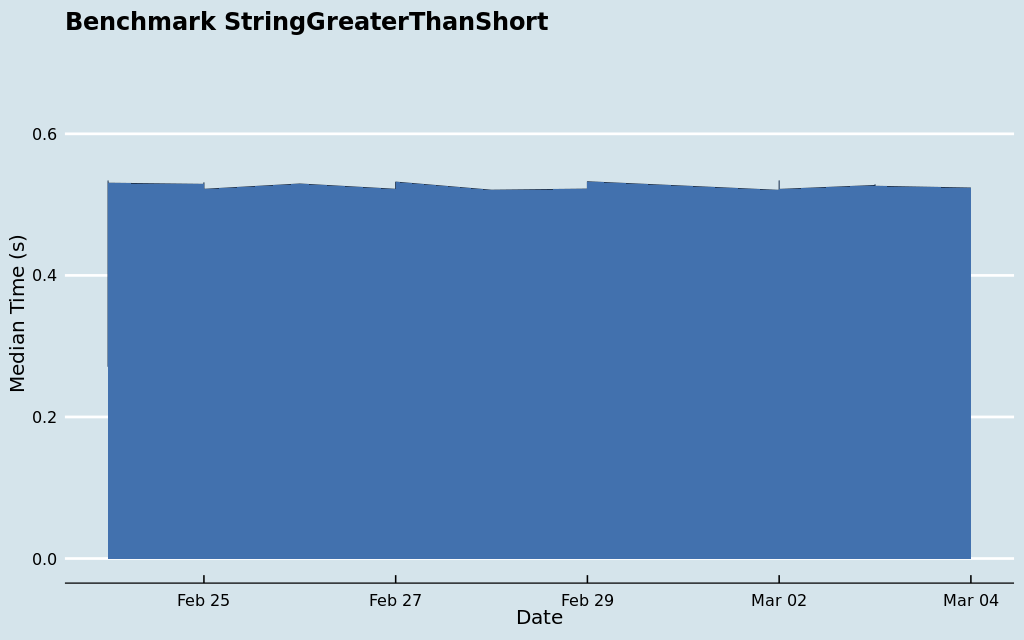 Benchmark StringGreaterThanShort
Median Time (s)
0.6
0.4
0.2
0.0
Feb 25
Feb 27
Feb 29
Mar 02
Mar 04
Date